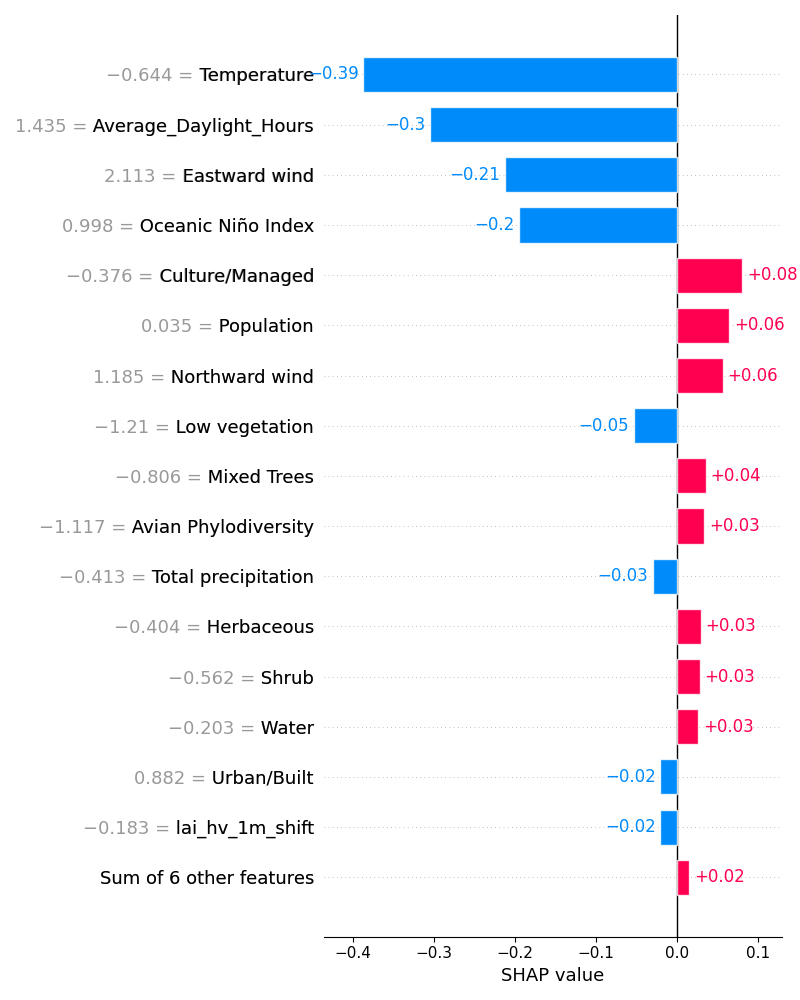 −0.644 = Temperature −0.39
1.435 = Average_Daylight_Hours −0.3
2.113 = Eastward wind −0.21
0.998 = Oceanic Niño Index −0.2
−0.376 = Culture/Managed +0.08
0.035 = Population +0.06
1.185 = Northward wind +0.06
−1.21 = Low vegetation −0.05
−0.806 = Mixed Trees +0.04
−1.117 = Avian Phylodiversity +0.03
−0.413 = Total precipitation −0.03
−0.404 = Herbaceous +0.03
−0.562 = Shrub +0.03
−0.203 = Water +0.03
0.882 = Urban/Built −0.02
−0.183 = lai_hv_1m_shift −0.02
Sum of 6 other features +0.02
−0.4 −0.3 −0.2 −0.1 0.0 0.1
SHAP value